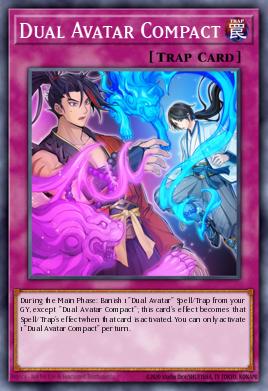 DUAL AVATAR COMPACT
TRAP
罠
[TRAP CARD]
During the Main Phase: Banish 1 "Dual Avatar" Spell/Trap from your
GY, except "Dual Avatar Compact"; this card's effect becomes that
Spell/Trap's effect when that card is activated. You can only activate
1 "Dual Avatar Compact" per turn.